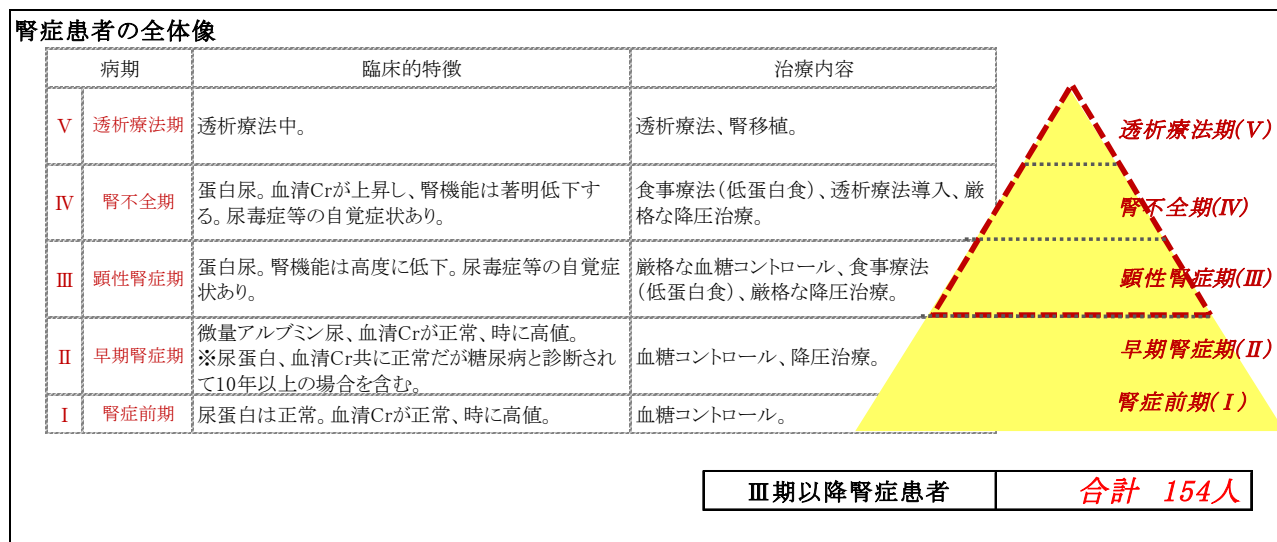 腎症患者の全体像
病期 臨床的特徴 治療内容
Ⅴ 透析療法期 透析療法中。 透析療法、腎移植。
Ⅳ 腎不全期 蛋白尿。血清Crが上昇し、腎機能は著明低下す
る。尿毒症等の自覚症状あり。
食事療法(低蛋白食)、透析療法導入、厳
格な降圧治療。
Ⅲ 顕性腎症期 蛋白尿。腎機能は高度に低下。尿毒症等の自覚症
状あり。
厳格な血糖コントロール、食事療法
(低蛋白食)、厳格な降圧治療。
Ⅱ 早期腎症期 微量アルブミン尿、血清Crが正常、時に高値。
※尿蛋白、血清Cr共に正常だが糖尿病と診断され
て10年以上の場合を含む。
血糖コントロール、降圧治療。
Ⅰ 腎症前期 尿蛋白は正常。血清Crが正常、時に高値。 血糖コントロール。
透析療法期(Ⅴ)
腎不全期(Ⅳ)
顕性腎症期(Ⅲ)
早期腎症期(Ⅱ)
腎症前期(Ⅰ)
Ⅲ期以降腎症患者 合計 154人